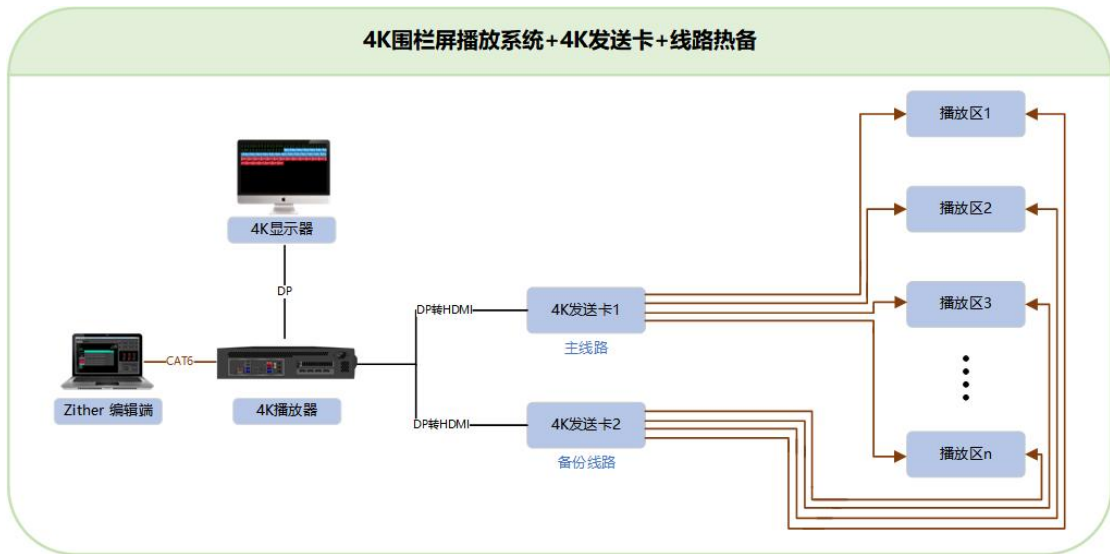 4K围栏屏播放系统+4K发送卡+线路热备
播放区1
4K显示器
播放区2
DP
DP转HDMI
4K发送卡1
播放区3
主线路
CAT6
Zither 编辑端
4K播放器
DP转HDMI
4K发送卡2
备份线路
播放区n